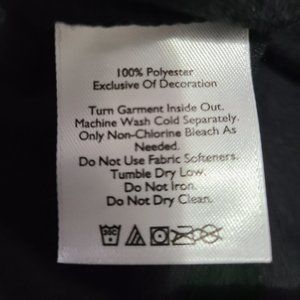 100% Polyester
Exclusive Of Decoration
Turn Garment Inside Out.
Machine Wash Cold Separately.
Only Non-Chlorine Bleach As
Needed.
Do Not Use Fabric Softeners.
Tumble Dry Low.
Do Not Iron.
Do Not Dry Clean.
30C